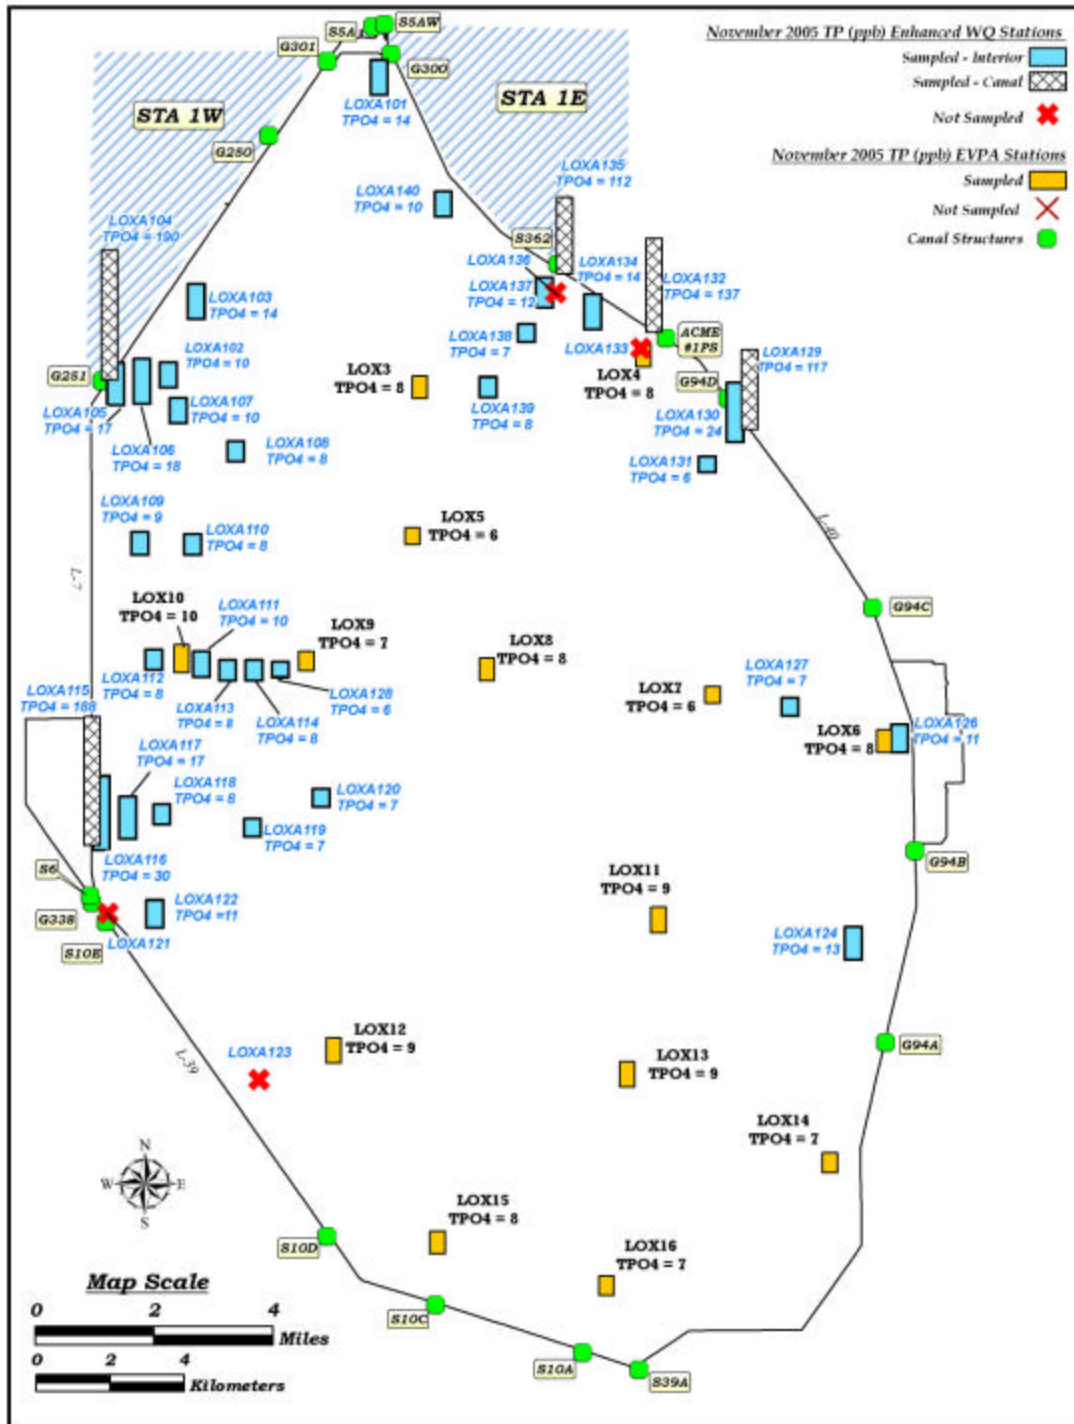 November 2005 TP (ppb) Enhanced WQ Stations
Sampled - Interior
Sampled - Canal
Not Sampled
November 2005 TP (ppb) EVPA Stations
Sampled
Not Sampled
Canal Structures
S5AW
S5A
G301
G300
LOXA101
TPO4 = 14
STA 1W
STA 1E
G250
LOXA135
TPO4 = 112
LOXA140
TPO4 = 10
LOXA104
TPO4 = 190
S362
LOXA136
LOXA134
TPO4 = 14
LOXA132
TPO4 = 137
LOXA137
TPO4 = 12
LOXA103
TPO4 = 14
LOXA138
TPO4 = 7
LOXA133
ACME
#1PS
LOXA102
TPO4 = 10
G251
LOX3
TPO4 = 8
LOX4
TPO4 = 8
G94D
LOXA129
TPO4 = 117
LOXA105
TPO4 = 17
LOXA107
TPO4 = 10
LOXA139
TPO4 = 8
LOXA130
TPO4 = 24
LOXA106
TPO4 = 18
LOXA108
TPO4 = 8
LOXA131
TPO4 = 6
LOXA109
TPO4 = 9
LOXA110
TPO4 = 8
LOX5
TPO4 = 6
L-40
L-7
LOX10
TPO4 = 10
LOXA111
TPO4 = 10
LOX9
TPO4 = 7
G94C
LOX8
TPO4 = 8
LOXA112
TPO4 = 8
LOXA113
TPO4 = 8
LOXA114
TPO4 = 8
LOXA128
TPO4 = 6
LOXA127
TPO4 = 7
LOX7
TPO4 = 6
LOXA115
TPO4 = 188
LOX6
TPO4 = 8
LOXA126
TPO4 = 11
LOXA117
TPO4 = 17
LOXA118
TPO4 = 8
LOXA120
TPO4 = 7
LOXA119
TPO4 = 7
LOXA116
TPO4 = 30
S6
G94B
LOX11
TPO4 = 9
LOXA122
TPO4 =11
G338
LOXA121
S10E
LOXA124
TPO4 = 13
LOX12
TPO4 = 9
LOXA123
G94A
L-39
LOX13
TPO4 = 9
LOX14
TPO4 = 7
N
W
E
S
LOX15
TPO4 = 8
S10D
LOX16
TPO4 = 7
Map Scale
0 2 4
Miles
0 2 4
Kilometers
S10C
S10A
S39A